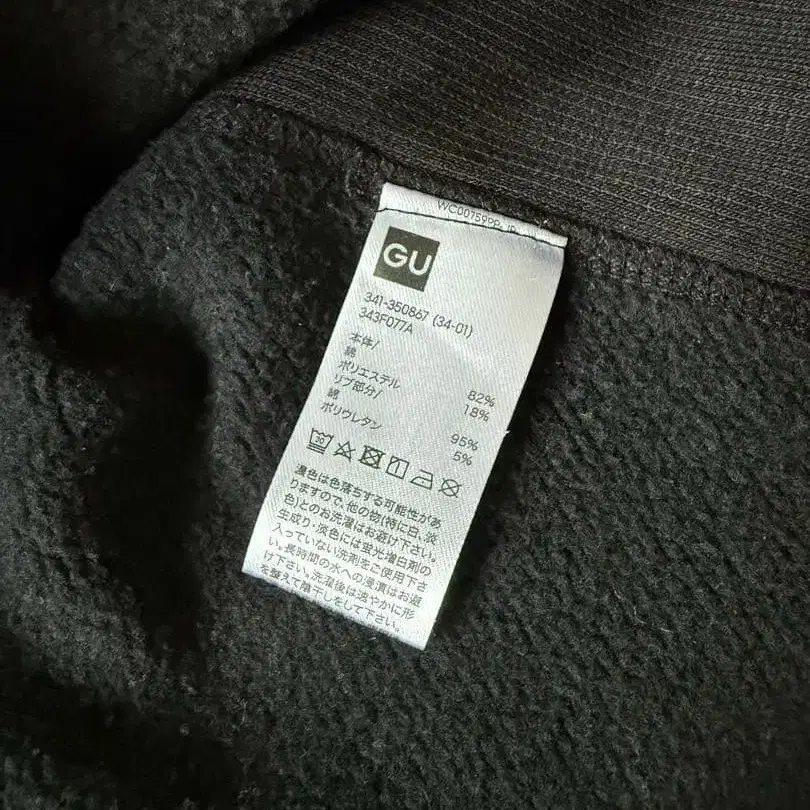 GU
341-350867 (34-01)
343F077A
本体/
綿 82%
ポリエステル 18%
リブ部分/
綿 95%
ポリウレタン 5%
30
濃色は色落ちする可能性があ
りますので、他の物(特に白、淡
色)とのお洗濯はお避け下さい。
生成り・淡色には蛍光増白剤の
入っていない洗剤をご使用下さ
い。長時間の水への浸漬はお避
け下さい。洗濯後は速やかに形
を整えて陰干しをして下さい。